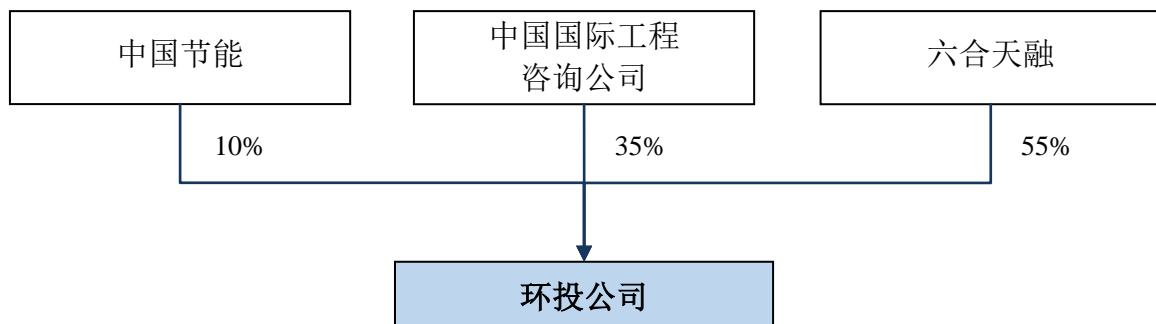 中国节能
中国国际工程
咨询公司
六合天融
10%
35%
55%
环投公司